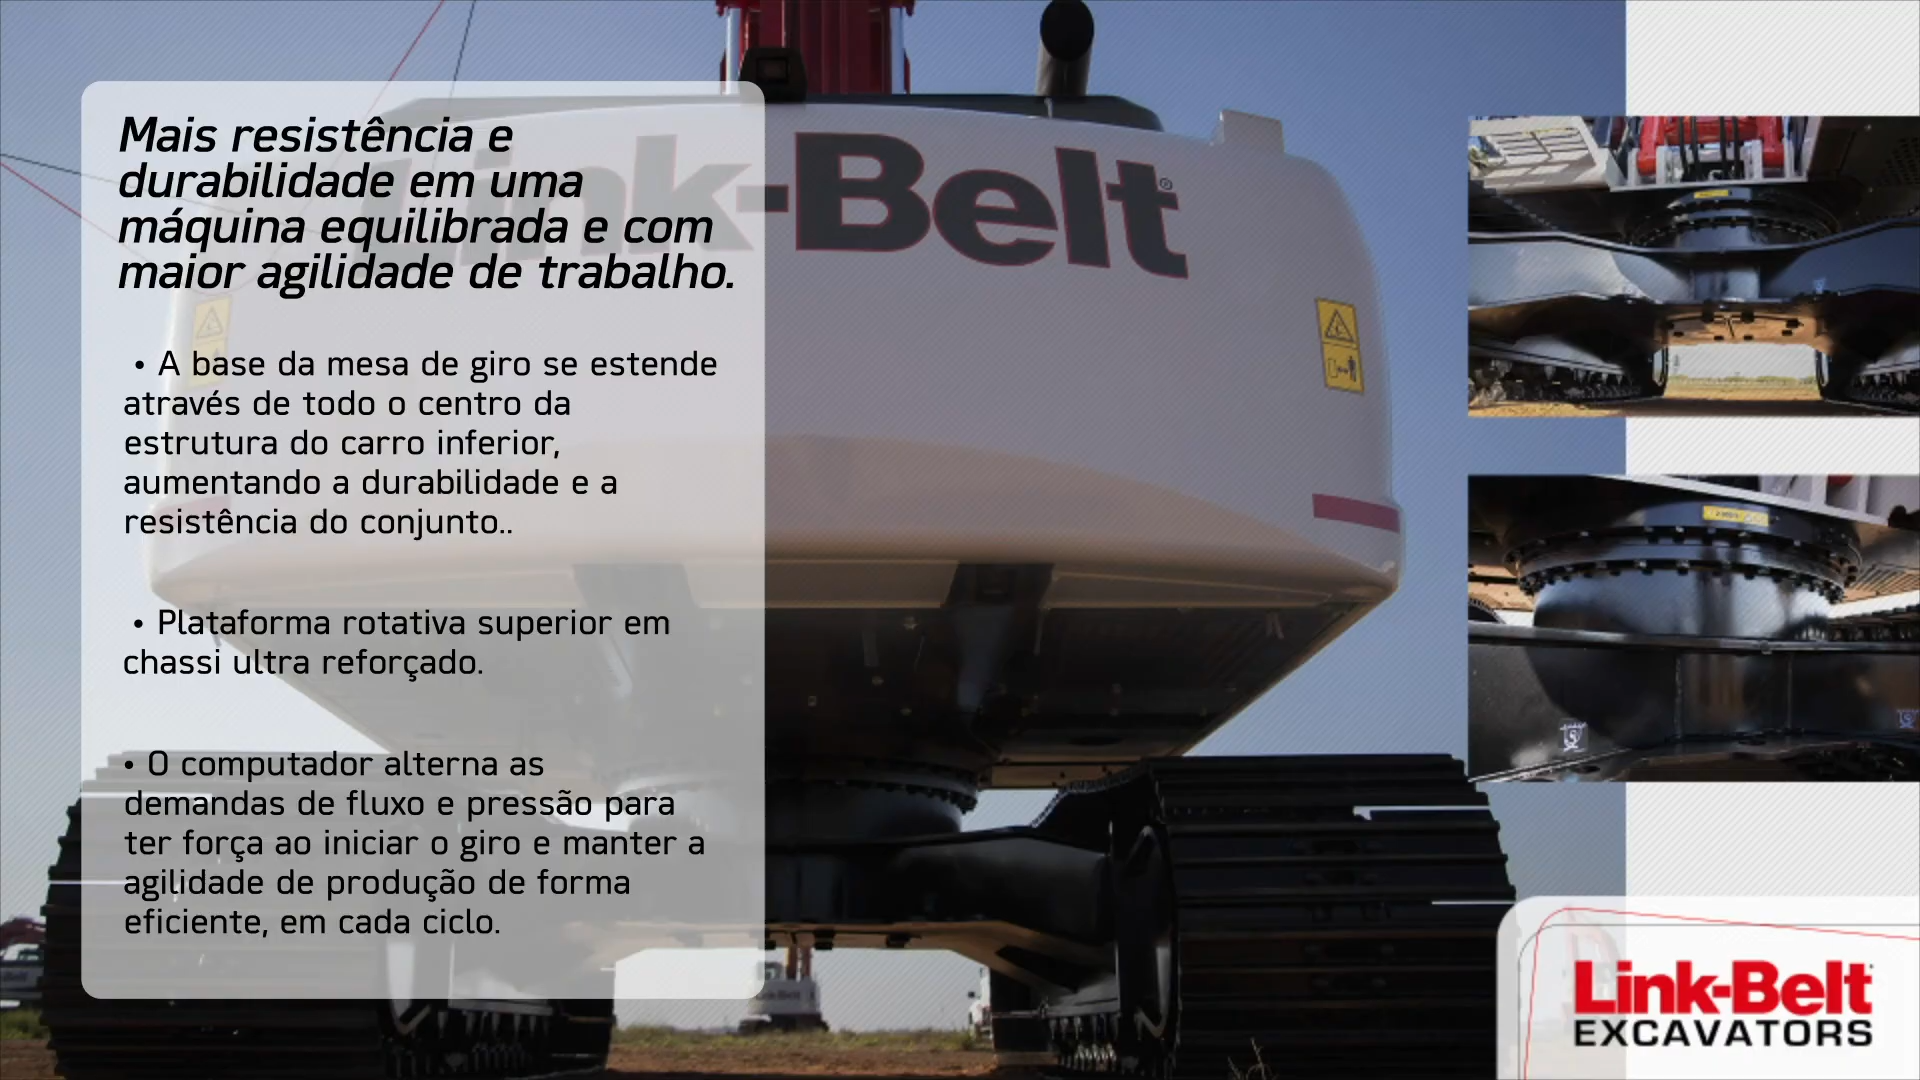 Mais resistência e
durabilidade em uma
máquina equilibrada e com
maior agilidade de trabalho.
• A base da mesa de giro se estende
através de todo o centro da
estrutura do carro inferior,
aumentando a durabilidade e a
resistência do conjunto..
• Plataforma rotativa superior em
chassi ultra reforçado.
• O computador alterna as
demandas de fluxo e pressão para
ter força ao iniciar o giro e manter a
agilidade de produção de forma
eficiente, em cada ciclo.
Link-Belt®
Link-Belt
EXCAVATORS